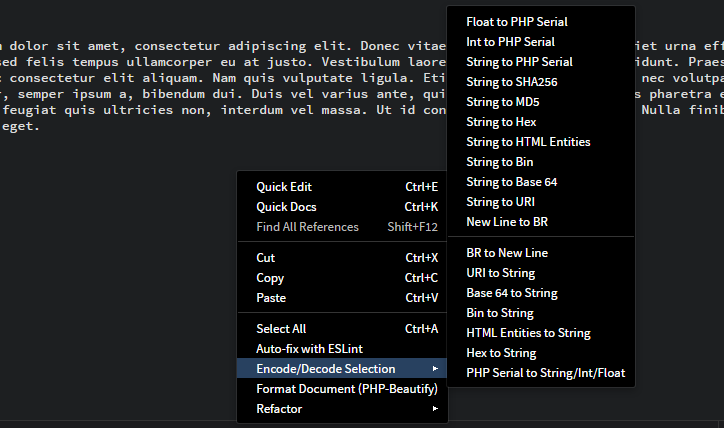 dolor sit amet, consectetur adipiscing elit. Donec vitae iet urna eff
sed felis tempus ullamcorper eu at justo. Vestibulum laore idunt. Praes
consectetur elit aliquam. Nam quis vulputate ligula. Eti nec volutpa
, semper ipsum a, bibendum dui. Duis vel varius ante, qui s pharetra e
feugiat quis ultricies non, interdum vel massa. Ut id con Nulla finib
eget.
Quick Edit Ctrl+E
Quick Docs Ctrl+K
Find All References Shift+F12
Cut Ctrl+X
Copy Ctrl+C
Paste Ctrl+V
Select All Ctrl+A
Auto-fix with ESLint
Encode/Decode Selection
Format Document (PHP-Beautify)
Refactor
Float to PHP Serial
Int to PHP Serial
String to PHP Serial
String to SHA256
String to MD5
String to Hex
String to HTML Entities
String to Bin
String to Base 64
String to URI
New Line to BR
BR to New Line
URI to String
Base 64 to String
Bin to String
HTML Entities to String
Hex to String
PHP Serial to String/Int/Float